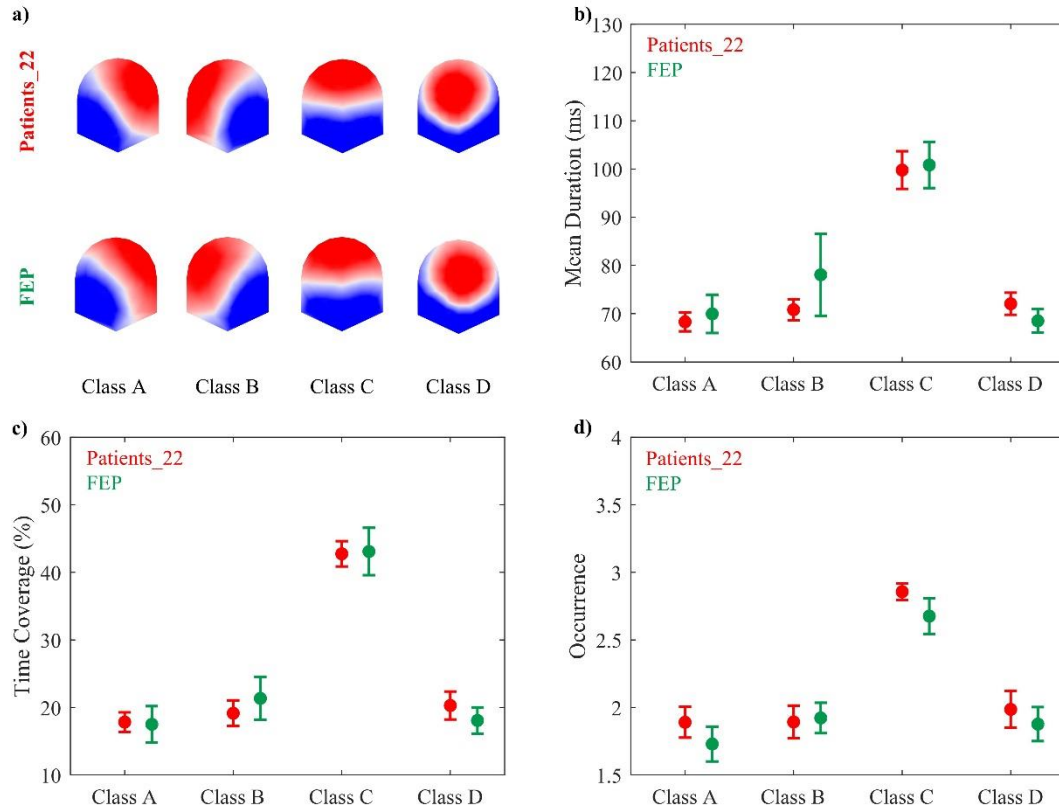 a)
Patients_22
FEP
Class A Class B Class C Class D
b)
Patients_22
FEP
Mean Duration (ms)
130
120
110
100
90
80
70
60
Class A Class B Class C Class D
c)
Patients_22
FEP
Time Coverage (%)
60
50
40
30
20
10
Class A Class B Class C Class D
d)
Patients_22
FEP
Occurrence
4
3.5
3
2.5
2
1.5
Class A Class B Class C Class D